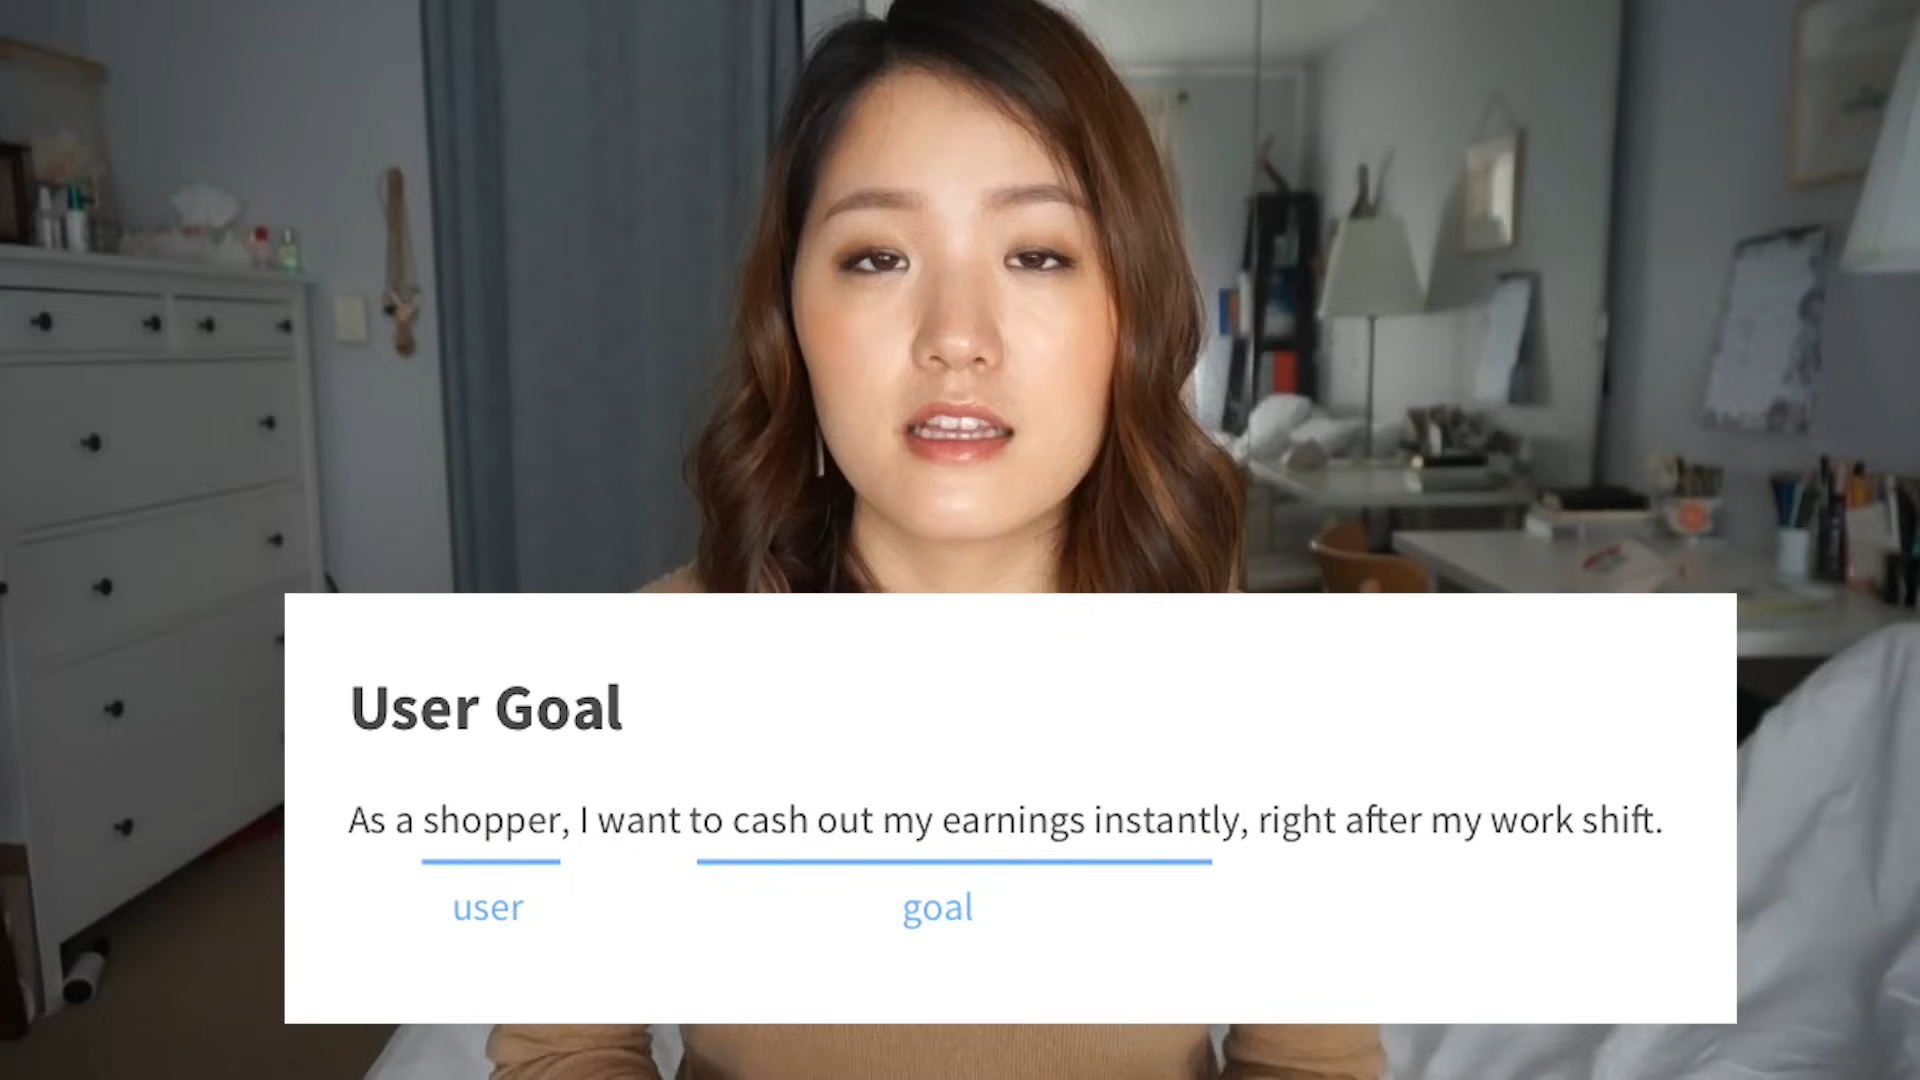 User Goal
As a shopper, I want to cash out my earnings instantly, right after my work shift.
user goal